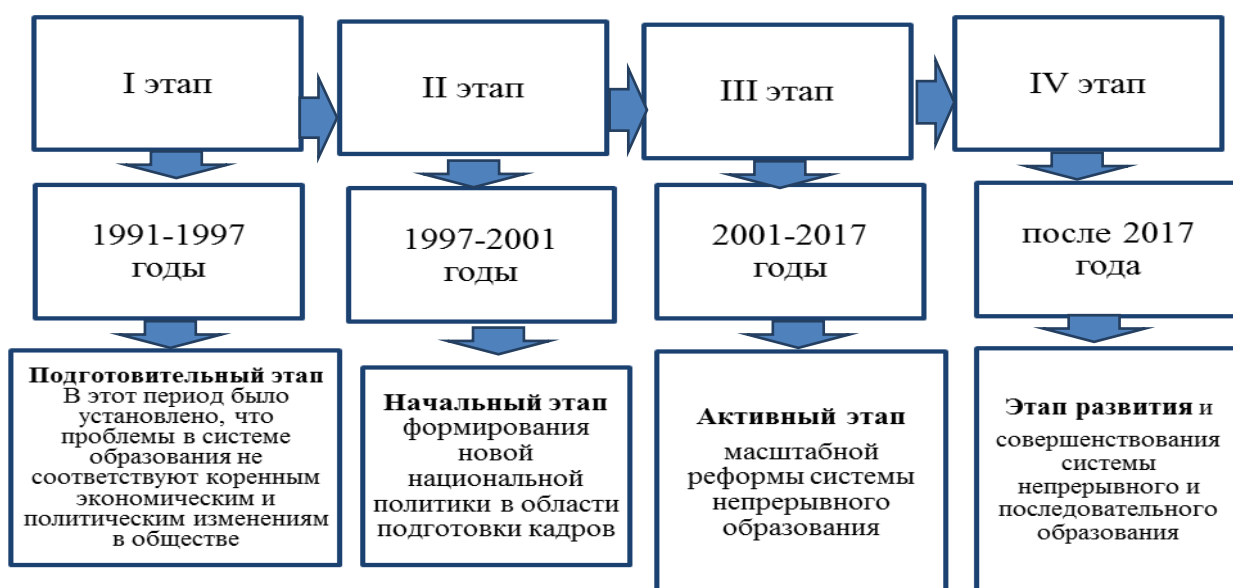 I этап
II этап
III этап
IV этап
1991-1997
годы
1997-2001
годы
2001-2017
годы
после 2017
года
Подготовительный этап
В этот период было
установлено, что
проблемы в системе
образования не
соответствуют коренным
экономическим и
политическим изменениям
в обществе
Начальный этап
формирования
новой
национальной
политики в области
подготовки кадров
Активный этап
масштабной
реформы системы
непрерывного
образования
Этап развития и
совершенствования
системы
непрерывного и
последовательного
образования